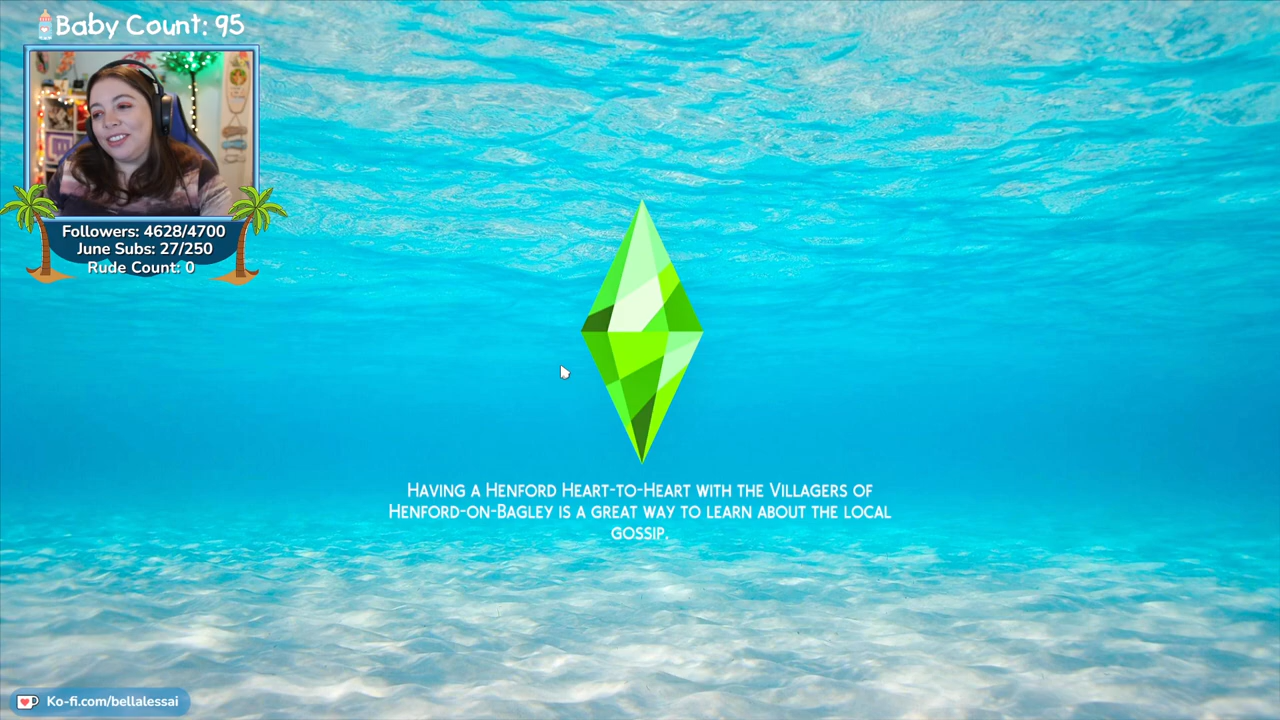 Baby Count: 95
Followers: 4628/4700
June Subs: 27/250
Rude Count: 0
HAVING A HENFORD HEART-TO-HEART WITH THE VILLAGERS OF
HENFORD-ON-BAGLEY IS A GREAT WAY TO LEARN ABOUT THE LOCAL
GOSSIP.
Ko-fi.com/bellalessai